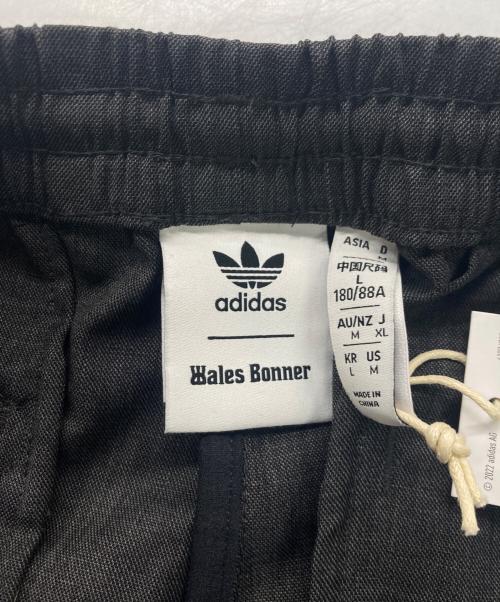 adidas
Wales Bonner
ASIA D
M
中国尺码
L
180/88A
AU/NZ J
M XL
KR US
L M
MADE IN
CHINA
© 2022 adidas AG